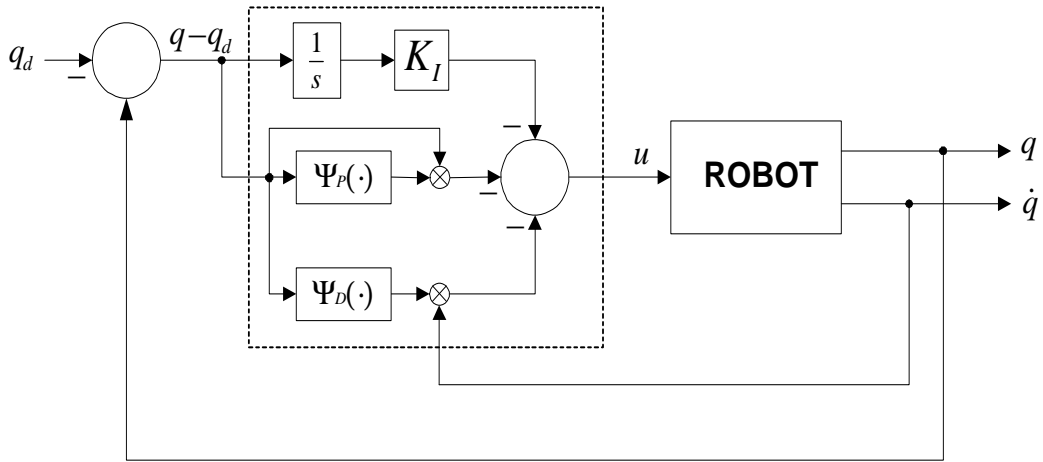 q_d
−
q−q_d
1/s
K_I
−
Ψ_P(·)
−
−
Ψ_D(·)
u
ROBOT
q
q̇